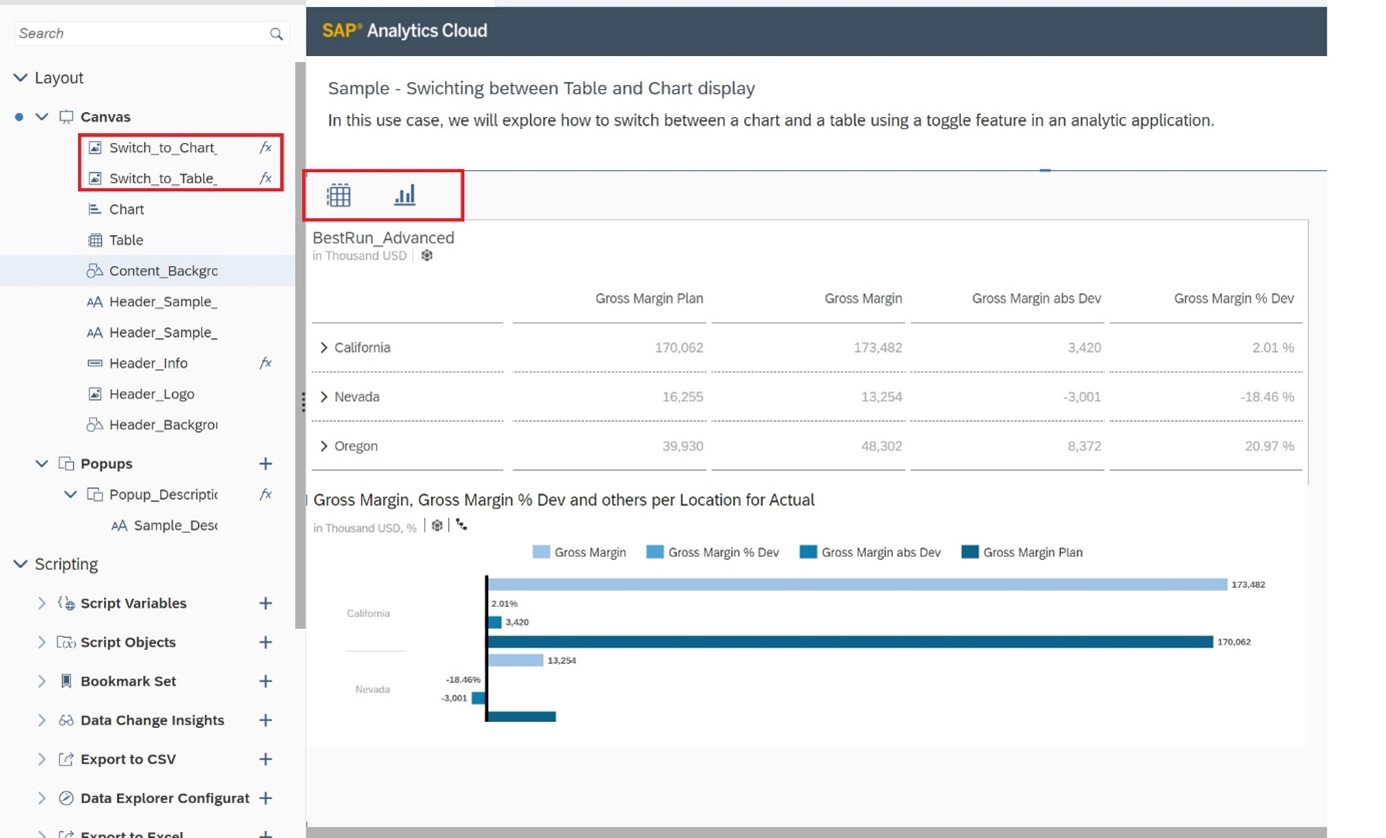 Search
Layout
Canvas
Switch_to_Chart_
fx
Switch_to_Table_
fx
Chart
Table
Content_Backgrc
AA Header_Sample_
AA Header_Sample_
Header_Info
fx
Header_Logo
Header_Backgrou
Popups
Popup_Descriptic
fx
AA Sample_Desc
Scripting
Script Variables
Script Objects
Bookmark Set
Data Change Insights
Export to CSV
Data Explorer Configurat
Export to Excel
SAP® Analytics Cloud
Sample - Swichting between Table and Chart display
In this use case, we will explore how to switch between a chart and a table using a toggle feature in an analytic application.
BestRun_Advanced
in Thousand USD
Gross Margin Plan Gross Margin Gross Margin abs Dev Gross Margin % Dev
California 170,062 173,482 3,420 2.01 %
Nevada 16,255 13,254 -3,001 -18.46 %
Oregon 39,930 48,302 8,372 20.97 %
Gross Margin, Gross Margin % Dev and others per Location for Actual
in Thousand USD, %
Gross Margin Gross Margin % Dev Gross Margin abs Dev Gross Margin Plan
California
173,482
2.01%
3,420
170,062
Nevada
13,254
-18.46%
-3,001